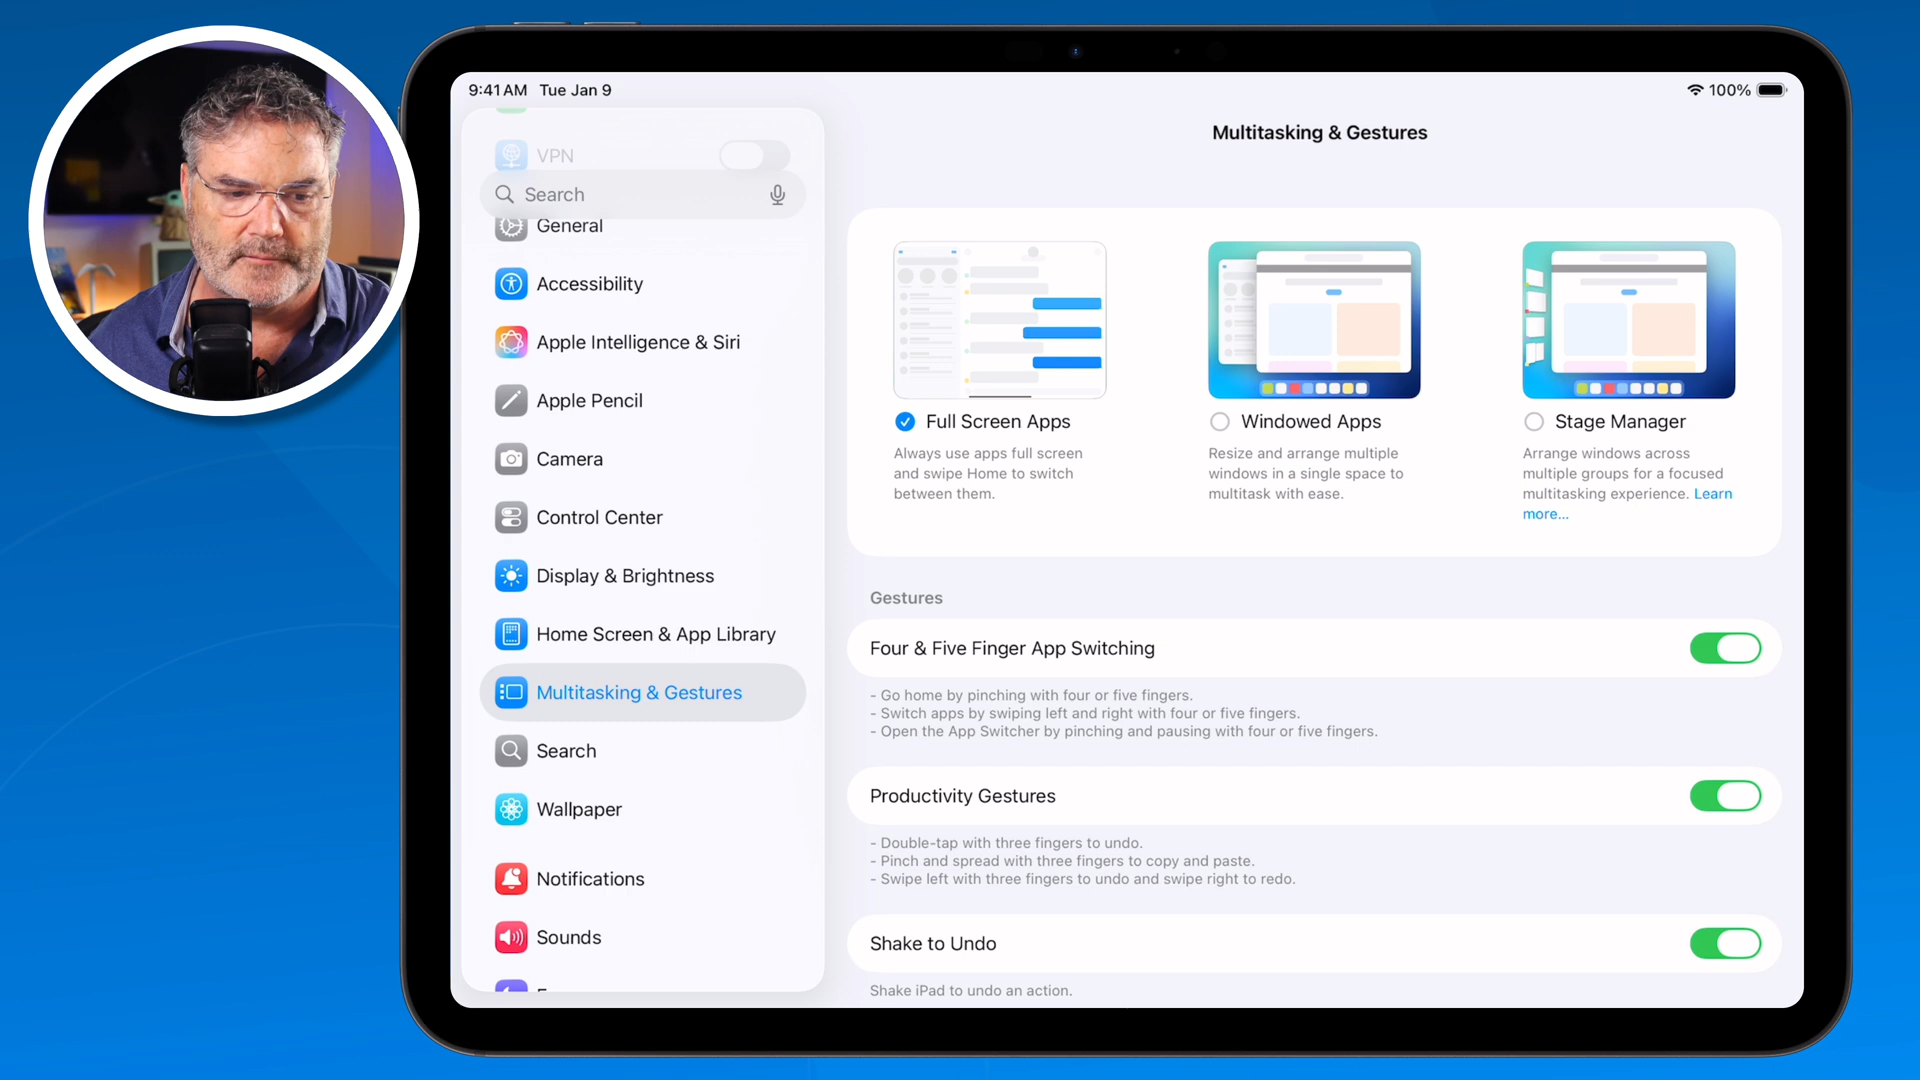 9:41 AM Tue Jan 9
100%
VPN
Search
General
Accessibility
Apple Intelligence & Siri
Apple Pencil
Camera
Control Center
Display & Brightness
Home Screen & App Library
Multitasking & Gestures
Search
Wallpaper
Notifications
Sounds
Multitasking & Gestures
Full Screen Apps
Always use apps full screen
and swipe Home to switch
between them.
Windowed Apps
Resize and arrange multiple
windows in a single space to
multitask with ease.
Stage Manager
Arrange windows across
multiple groups for a focused
multitasking experience. Learn
more...
Gestures
Four & Five Finger App Switching
- Go home by pinching with four or five fingers.
- Switch apps by swiping left and right with four or five fingers.
- Open the App Switcher by pinching and pausing with four or five fingers.
Productivity Gestures
- Double-tap with three fingers to undo.
- Pinch and spread with three fingers to copy and paste.
- Swipe left with three fingers to undo and swipe right to redo.
Shake to Undo
Shake iPad to undo an action.